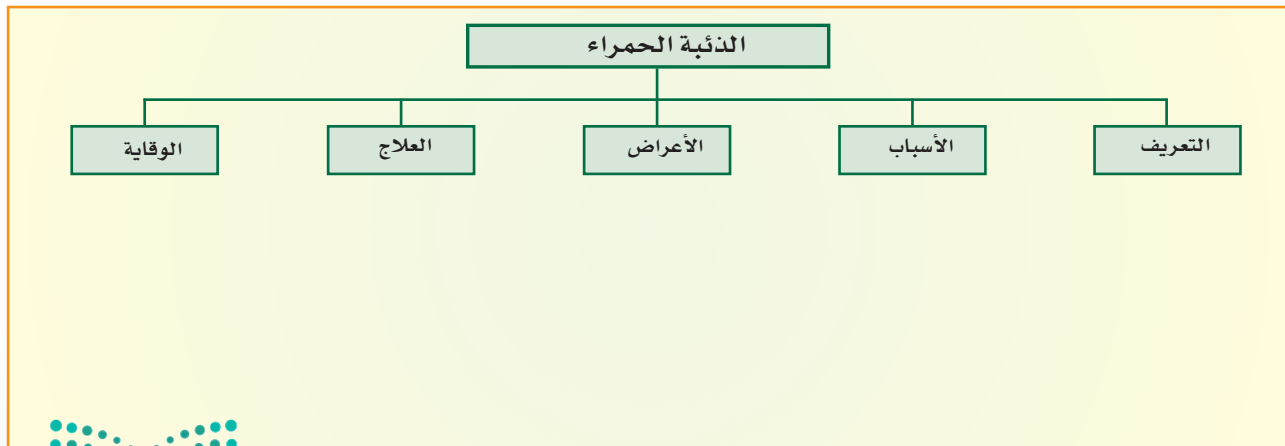 الذئبة الحمراء
التعريف
الأسباب
الأعراض
العلاج
الوقاية